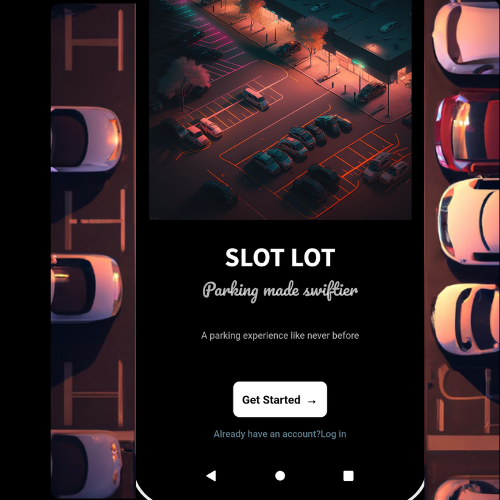 SLOT LOT
Parking made swiftier
A parking experience like never before
Get Started →
Already have an account?Log in